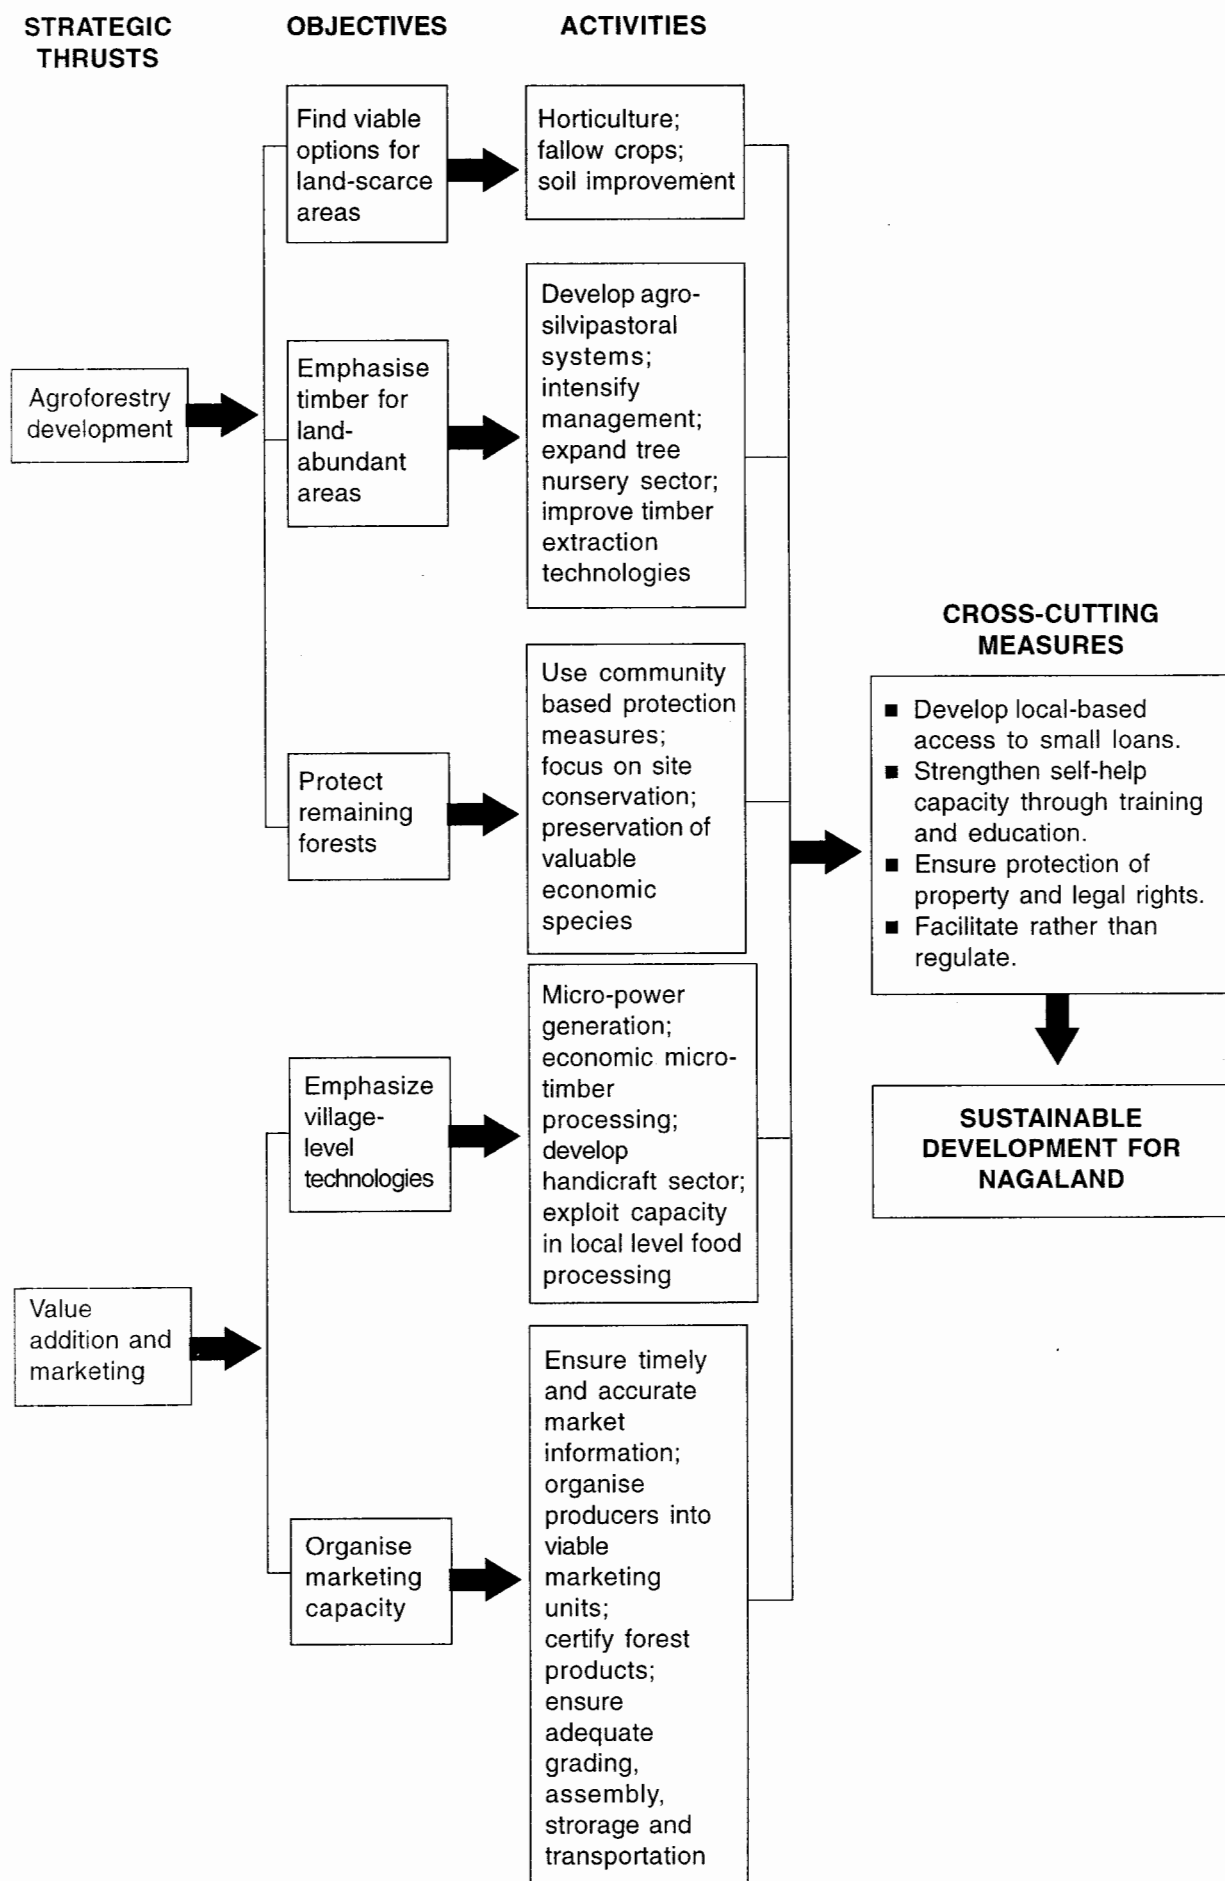 STRATEGIC
THRUSTS
OBJECTIVES
ACTIVITIES
Find viable
options for
land-scarce
areas
Horticulture;
fallow crops;
soil improvement
Agroforestry
development
Emphasise
timber for
land-
abundant
areas
Develop agro-
silvipastoral
systems;
intensify
management;
expand tree
nursery sector;
improve timber
extraction
technologies
Protect
remaining
forests
Use community
based protection
measures;
focus on site
conservation;
preservation of
valuable
economic
species
Value
addition and
marketing
Emphasize
village-
level
technologies
Micro-power
generation;
economic micro-
timber
processing;
develop
handicraft sector;
exploit capacity
in local level food
processing
Organise
marketing
capacity
Ensure timely
and accurate
market
information;
organise
producers into
viable
marketing
units;
certify forest
products;
ensure
adequate
grading,
assembly,
strorage and
transportation
CROSS-CUTTING
MEASURES
■ Develop local-based
access to small loans.
■ Strengthen self-help
capacity through training
and education.
■ Ensure protection of
property and legal rights.
■ Facilitate rather than
regulate.
SUSTAINABLE
DEVELOPMENT FOR
NAGALAND